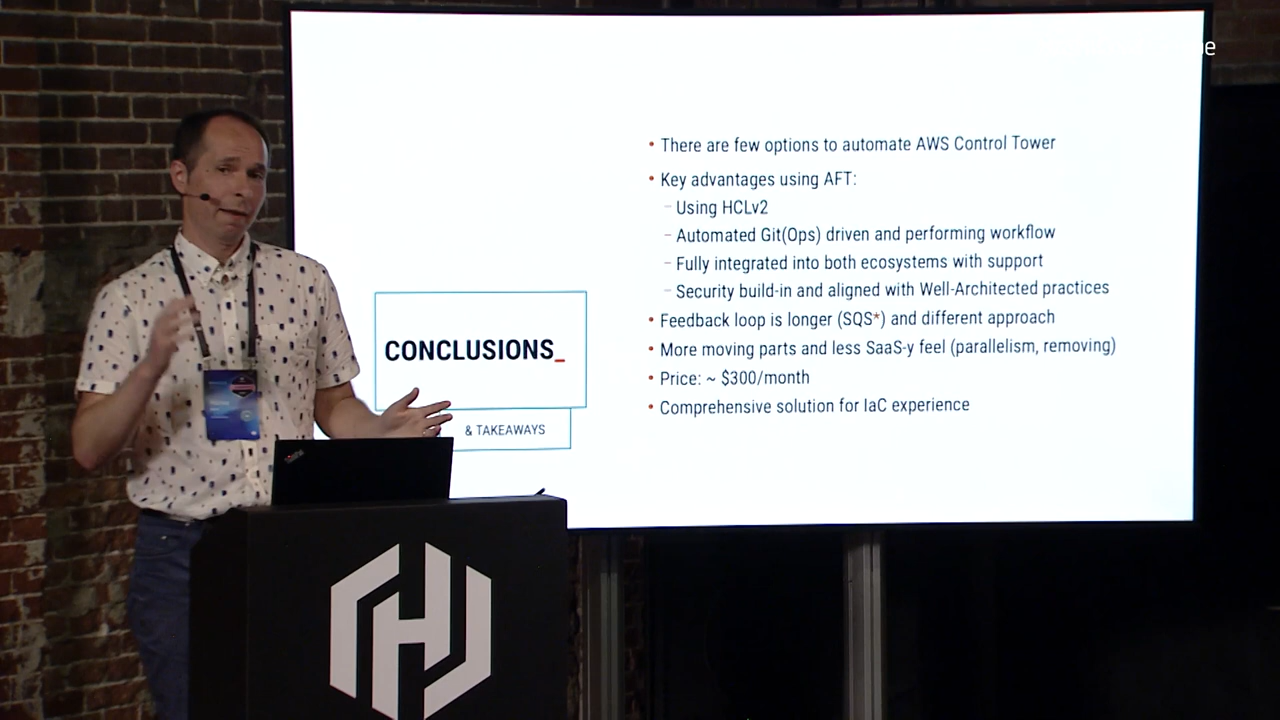 • There are few options to automate AWS Control Tower
• Key advantages using AFT:
– Using HCLv2
– Automated Git(Ops) driven and performing workflow
– Fully integrated into both ecosystems with support
– Security build-in and aligned with Well-Architected practices
• Feedback loop is longer (SQS*) and different approach
• More moving parts and less SaaS-y feel (parallelism, removing)
• Price: ~ $300/month
• Comprehensive solution for IaC experience
CONCLUSIONS_
& TAKEAWAYS